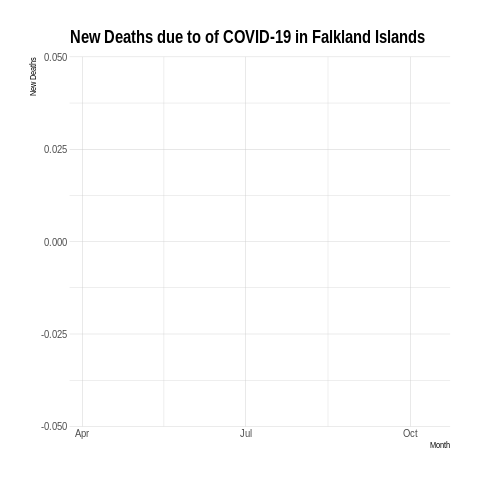 New Deaths due to of COVID-19 in Falkland Islands
New Deaths
0.050
0.025
0.000
-0.025
-0.050
Apr Jul Oct
Month